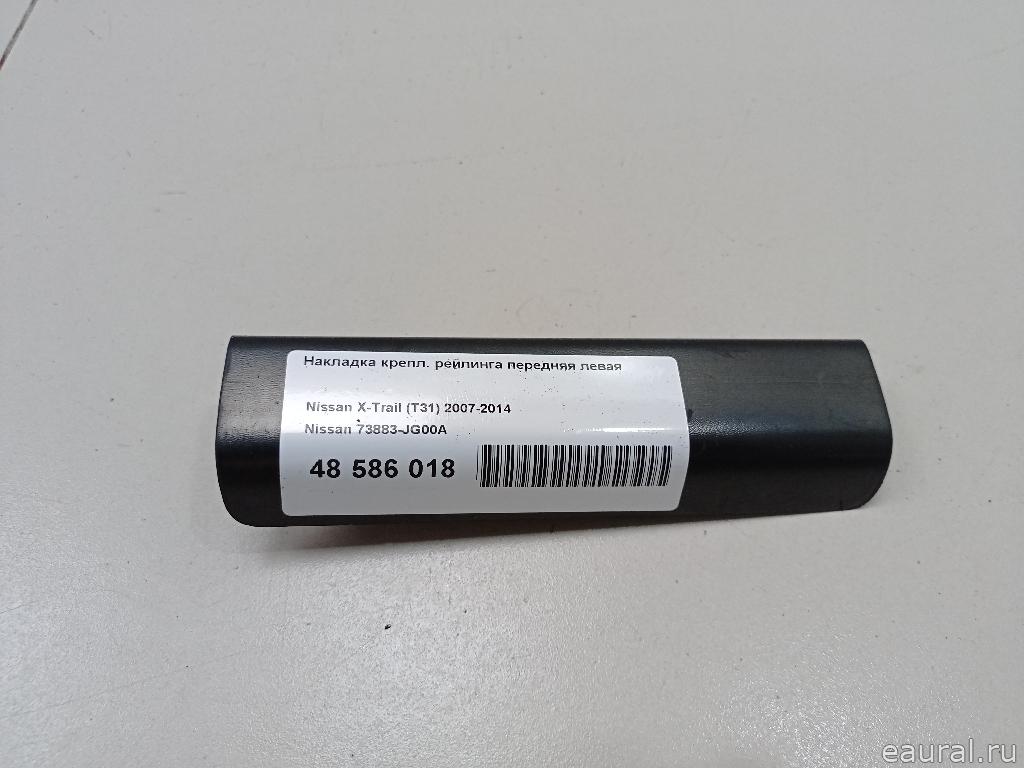 Накладка крепл. рейлинга передняя левая
Nissan X-Trail (T31) 2007-2014
Nissan 73883-JG00A
48 586 018
eaural.ru